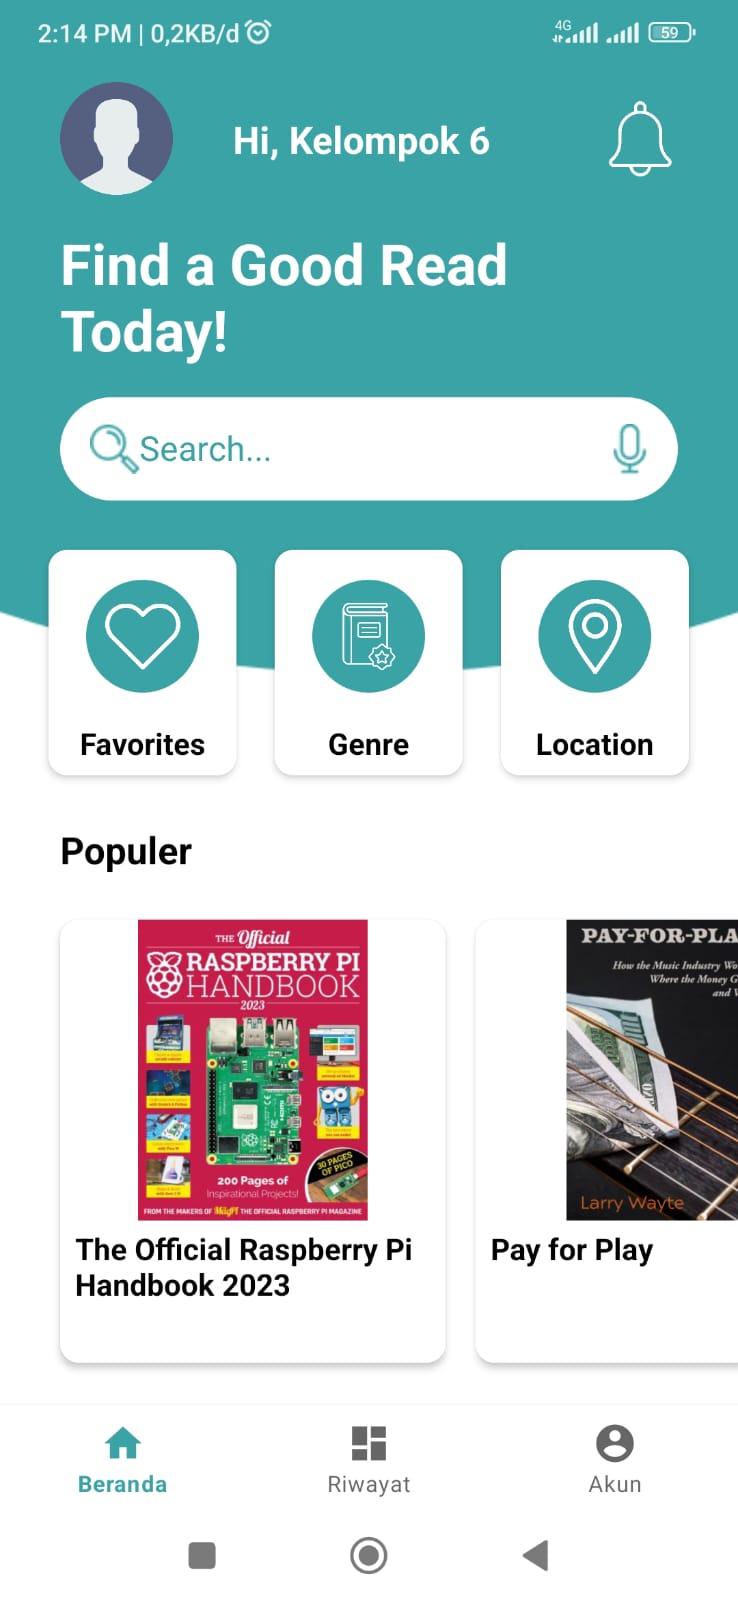 2:14 PM | 0,2KB/d
4G
59
Hi, Kelompok 6
Find a Good Read
Today!
Search...
Favorites
Genre
Location
Populer
THE Official
RASPBERRY PI
HANDBOOK
2023
200 Pages of
Inspirational Projects!
30 PAGES
OF PICO
FROM THE MAKERS OF MagPi THE OFFICIAL RASPBERRY PI MAGAZINE
The Official Raspberry Pi
Handbook 2023
PAY-FOR-PLA
How the Music Industry Wo
Where the Money G
and
Larry Wayte
Pay for Play
Beranda
Riwayat
Akun